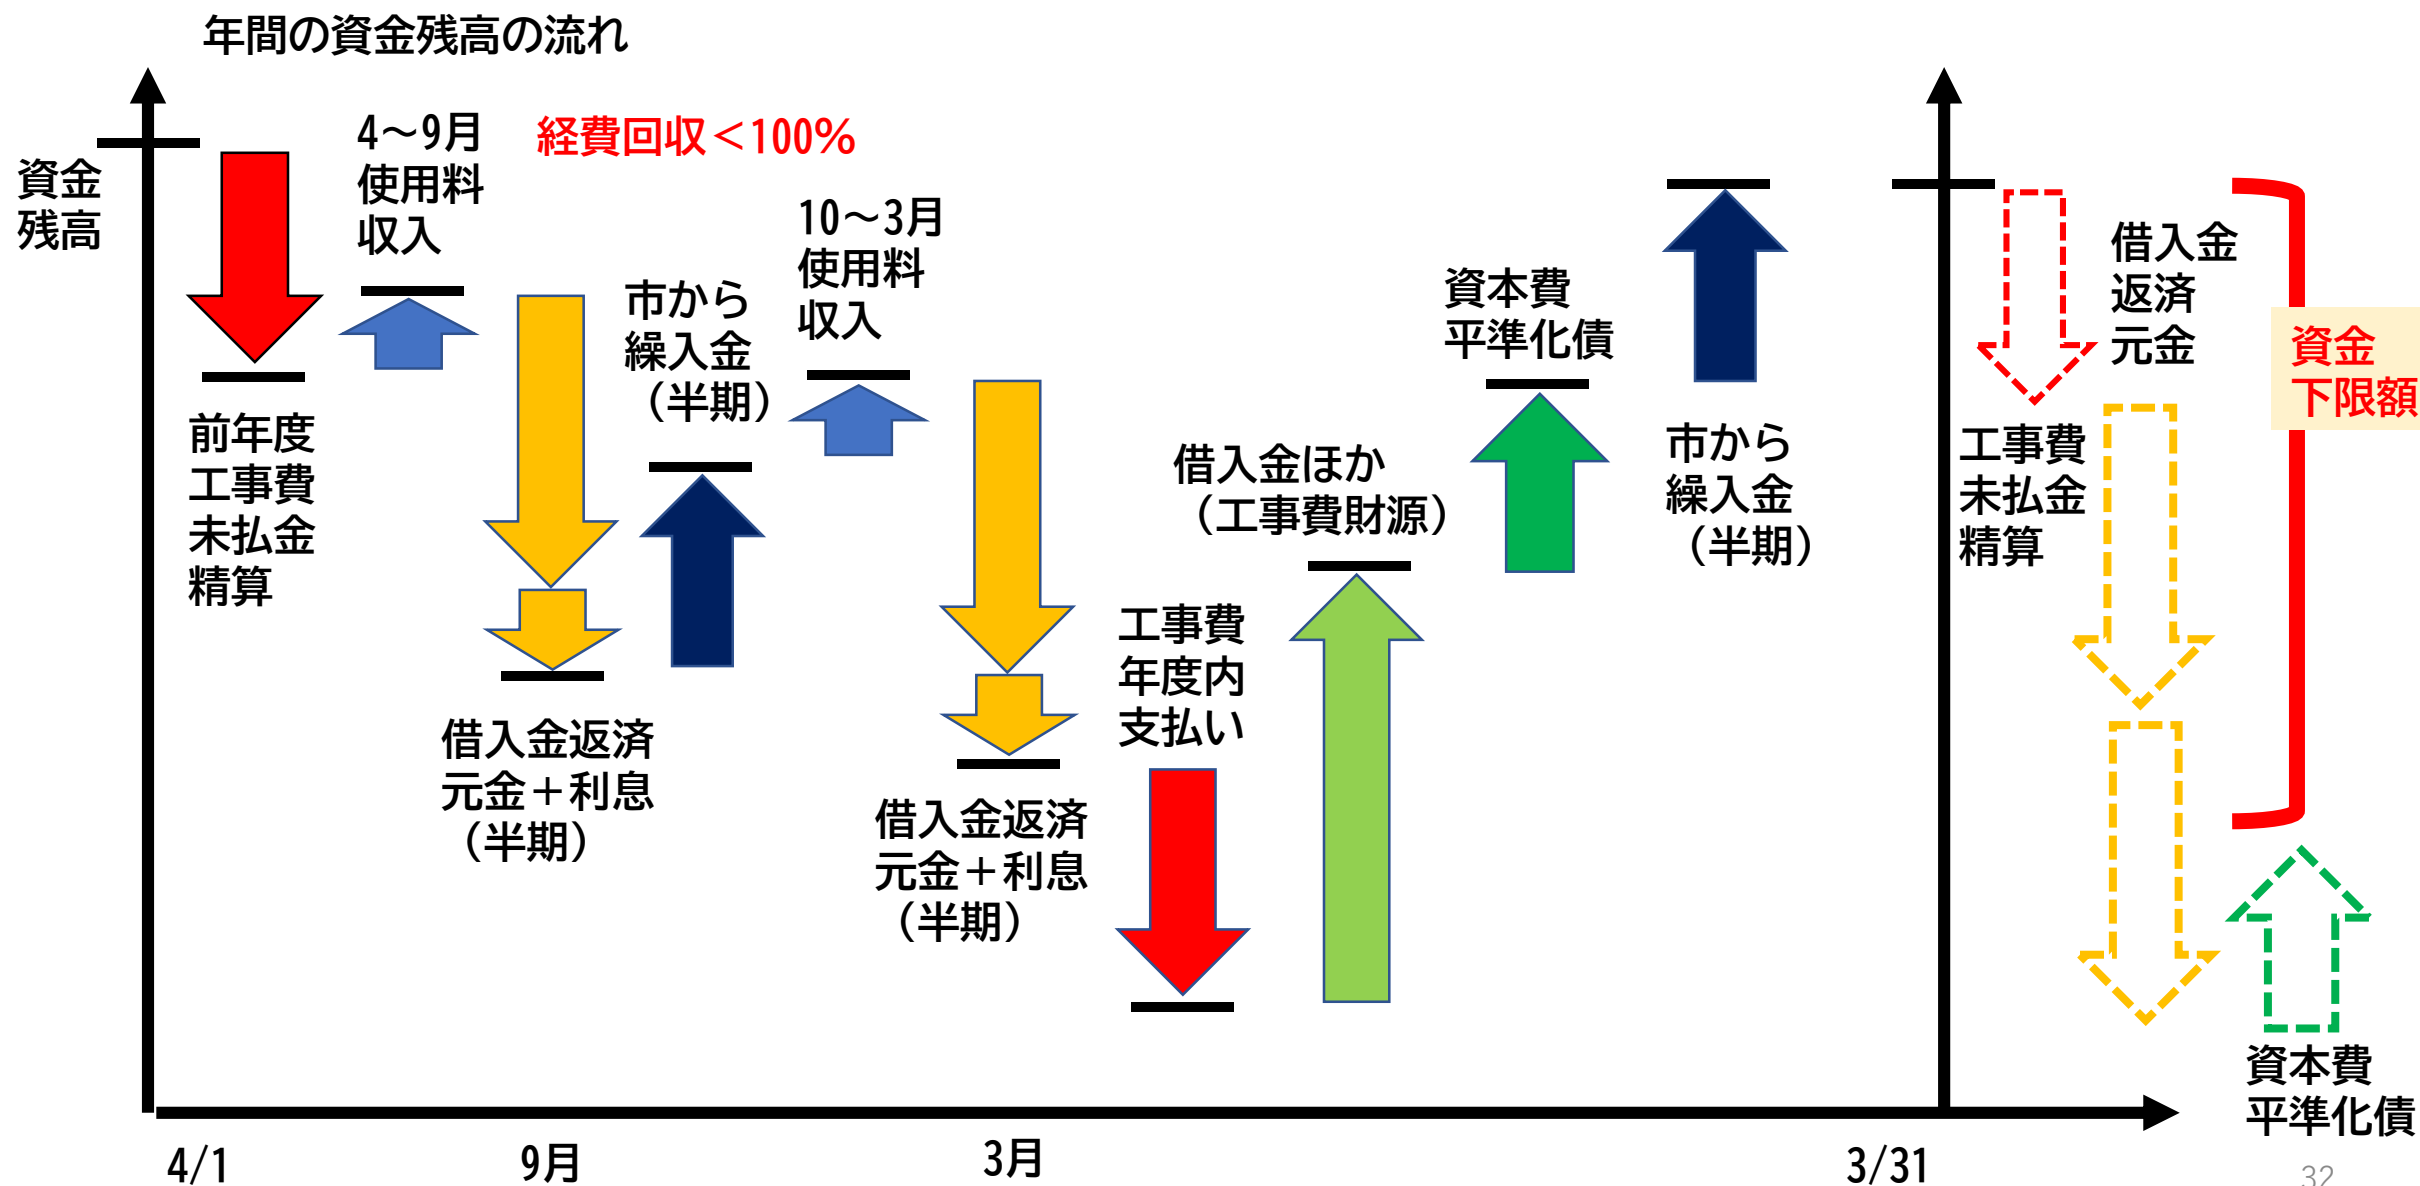 年間の資金残高の流れ
資金
残高
4～9月
使用料
収入
経費回収＜100％
前年度
工事費
未払金
精算
借入金返済
元金＋利息
（半期）
市から
繰入金
（半期）
10～3月
使用料
収入
借入金返済
元金＋利息
（半期）
工事費
年度内
支払い
借入金ほか
（工事費財源）
資本費
平準化債
市から
繰入金
（半期）
工事費
未払金
精算
借入金
返済
元金
資金
下限額
資本費
平準化債
4/1
9月
3月
3/31
32